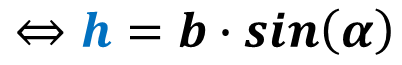 ⇔ h = b · sin(α)